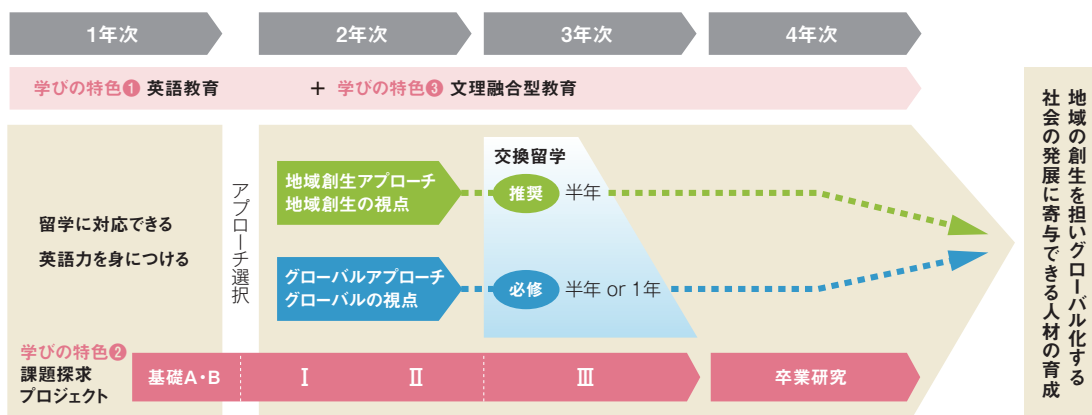 1年次
2年次
3年次
4年次
学びの特色❶ 英語教育
+ 学びの特色❸ 文理融合型教育
留学に対応できる
英語力を身につける
アプローチ選択
地域創生アプローチ
地域創生の視点
交換留学
推奨 半年
グローバルアプローチ
グローバルの視点
必修 半年 or 1年
学びの特色❷
課題探求
プロジェクト
基礎A・B
Ⅰ
Ⅱ
Ⅲ
卒業研究
地域の創生を担いグローバル化する
社会の発展に寄与できる人材の育成